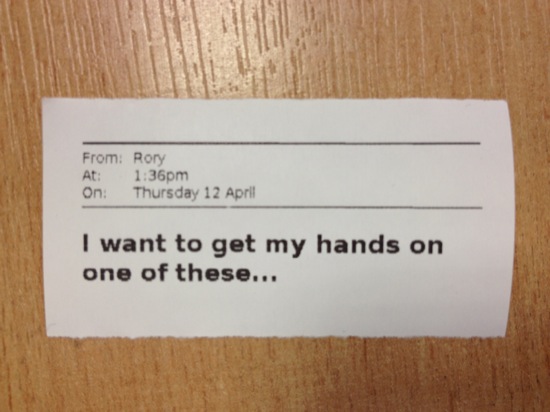 From: Rory
At: 1:36pm
On: Thursday 12 April
I want to get my hands on
one of these...